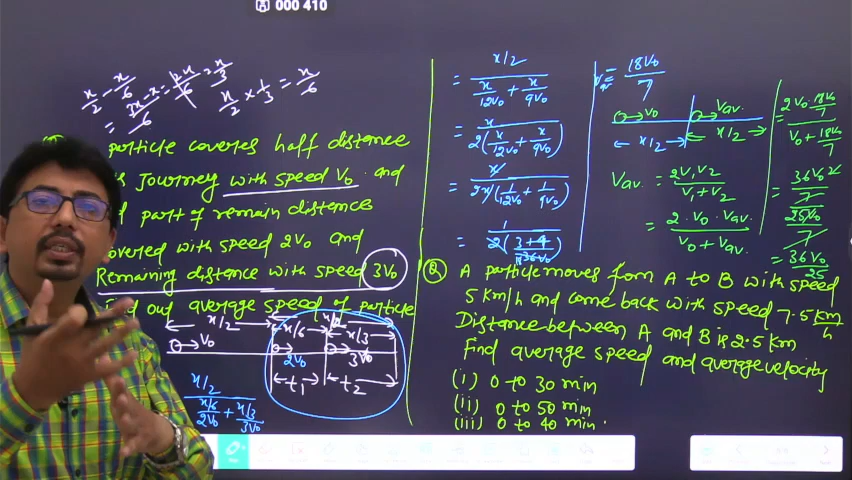 000 410
x/2 - x/6
= 3x - x / 6 = 2x/6 = x/3
x/2 × 1/3 = x/6
particle coveres half distance
Journey with speed V₀ and
part of remain distances
covered with speed 2V₀ and
Remaining distance with speed 3V₀
Find out average speed of particle
x/2
x/6
x/3
V₀
2V₀
3V₀
t₁
t₂
x/2 / (x/6 / 2V₀ + x/3 / 3V₀)
= x/2 / (x/12V₀ + x/9V₀)
= x / 2(x/12V₀ + x/9V₀)
= x / 2x(1/12V₀ + 1/9V₀)
= 1 / 2(3+4 / 36V₀)
= 18V₀/7
V₀
Vav.
x/2
x/2
Vav = 2V₁V₂ / V₁+V₂
= 2·V₀·Vav. / V₀+Vav.
= 2V₀·18V₀/7 / V₀+18V₀/7
= 36V₀²/7 / 25V₀/7
= 36V₀/25
Q A particle moves from A to B with speed
5 Km/h and come back with speed 7.5 Km/h
Distance between A and B is 2.5 Km
Find average speed and average velocity
(i) 0 to 30 min
(ii) 0 to 50 min
(iii) 0 to 40 min.